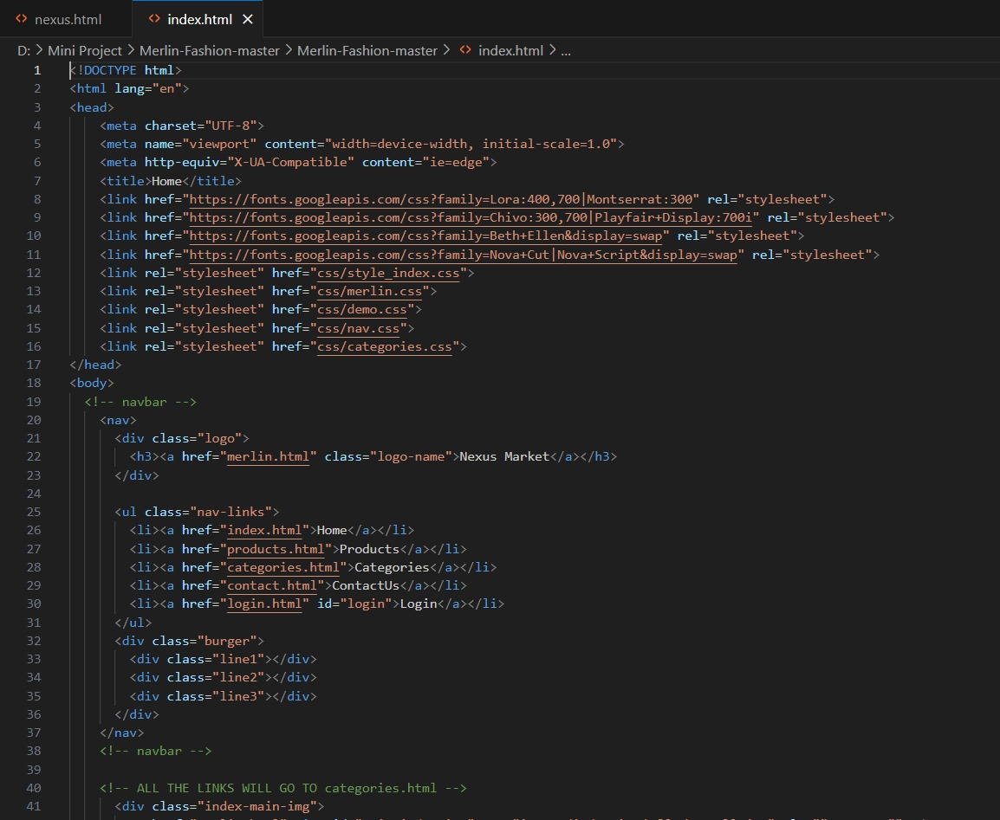 nexus.html
index.html
D: > Mini Project > Merlin-Fashion-master > Merlin-Fashion-master > index.html > ...
1 <!DOCTYPE html>
2 <html lang="en">
3 <head>
4 <meta charset="UTF-8">
5 <meta name="viewport" content="width=device-width, initial-scale=1.0">
6 <meta http-equiv="X-UA-Compatible" content="ie=edge">
7 <title>Home</title>
8 <link href="https://fonts.googleapis.com/css?family=Lora:400,700|Montserrat:300" rel="stylesheet">
9 <link href="https://fonts.googleapis.com/css?family=Chivo:300,700|Playfair+Display:700i" rel="stylesheet">
10 <link href="https://fonts.googleapis.com/css?family=Beth+Ellen&display=swap" rel="stylesheet">
11 <link href="https://fonts.googleapis.com/css?family=Nova+Cut|Nova+Script&display=swap" rel="stylesheet">
12 <link rel="stylesheet" href="css/style_index.css">
13 <link rel="stylesheet" href="css/merlin.css">
14 <link rel="stylesheet" href="css/demo.css">
15 <link rel="stylesheet" href="css/nav.css">
16 <link rel="stylesheet" href="css/categories.css">
17 </head>
18 <body>
19 <!-- navbar -->
20 <nav>
21 <div class="logo">
22 <h3><a href="merlin.html" class="logo-name">Nexus Market</a></h3>
23 </div>
24
25 <ul class="nav-links">
26 <li><a href="index.html">Home</a></li>
27 <li><a href="products.html">Products</a></li>
28 <li><a href="categories.html">Categories</a></li>
29 <li><a href="contact.html">ContactUs</a></li>
30 <li><a href="login.html" id="login">Login</a></li>
31 </ul>
32 <div class="burger">
33 <div class="line1"></div>
34 <div class="line2"></div>
35 <div class="line3"></div>
36 </div>
37 </nav>
38 <!-- navbar -->
39
40 <!-- ALL THE LINKS WILL GO TO categories.html -->
41 <div class="index-main-img">